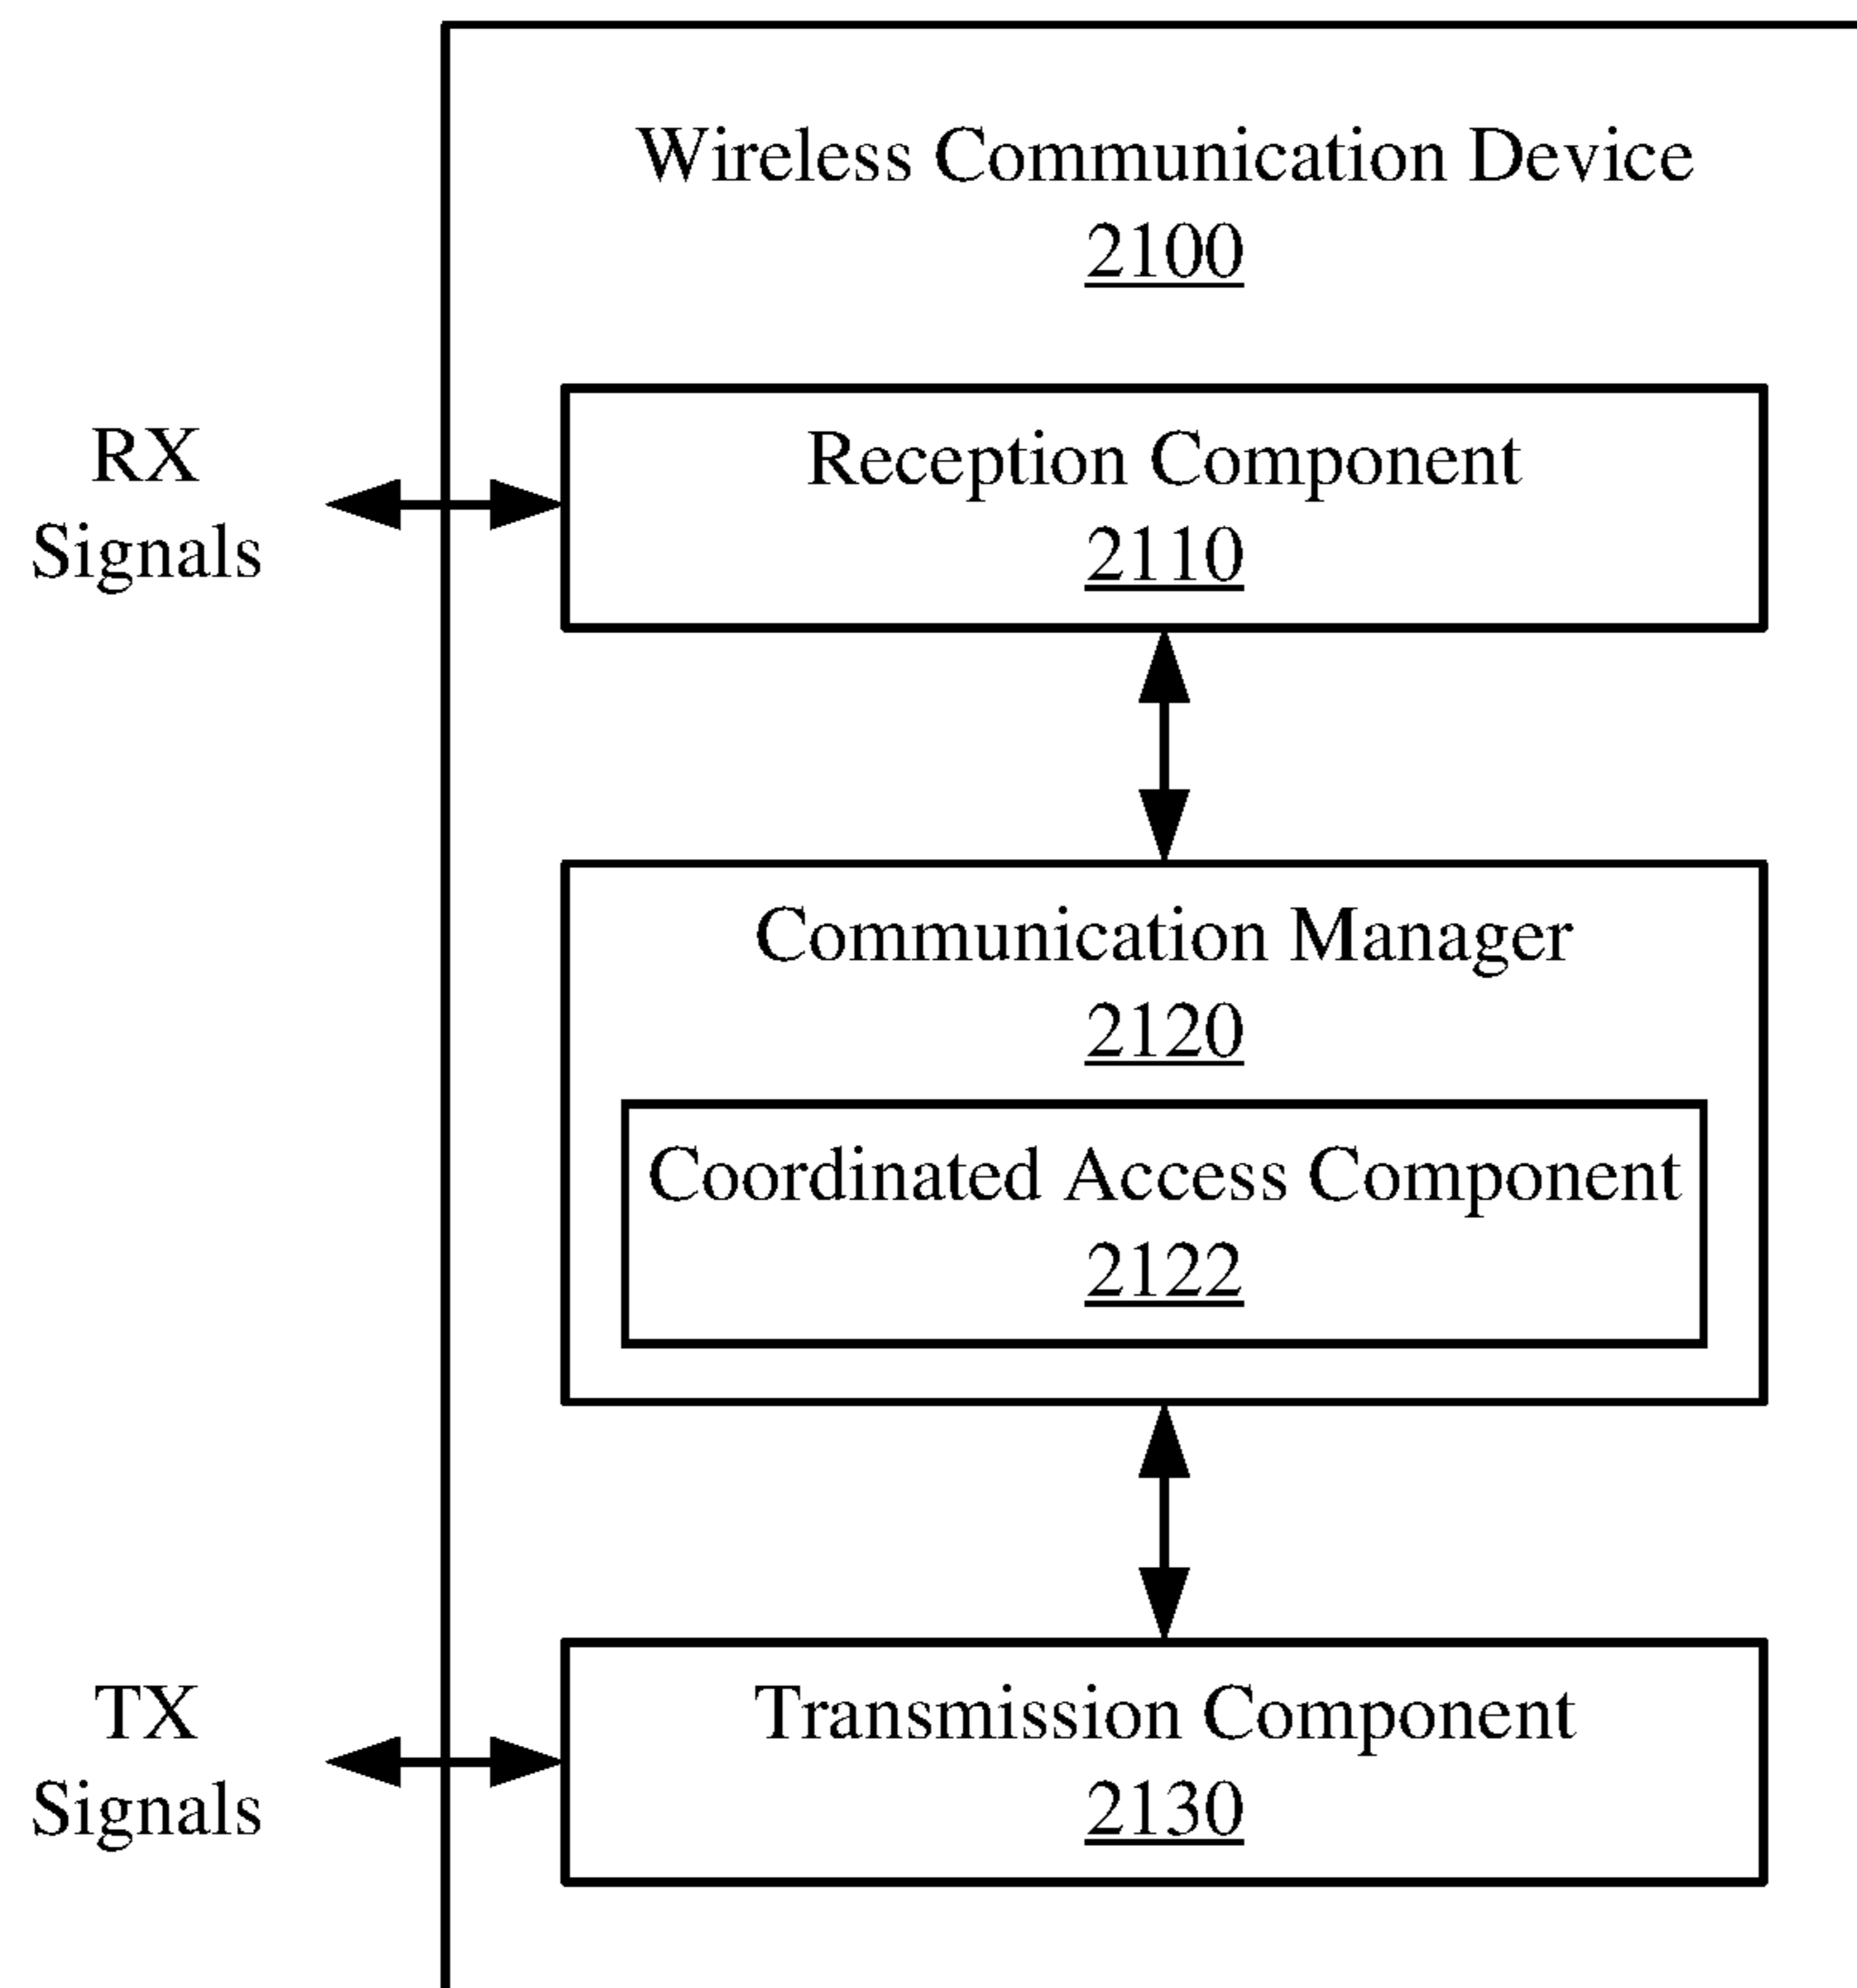 Wireless Communication Device
2100
RX
Signals
Reception Component
2110
Communication Manager
2120
Coordinated Access Component
2122
TX
Signals
Transmission Component
2130